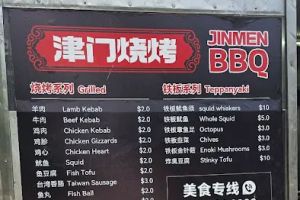 津门烧烤
JINMEN
BBQ
烧烤系列 Grilled
羊肉 Lamb Kebab $2.0
牛肉 Beef Kebab $2.0
鸡肉 Chicken Kebab $2.0
鸡胗 Chicken Gizzards $2.0
鸡心 Chicken Heart $2.0
鱿鱼 Squid $2.0
鱼豆腐 Fish Tofu $2.0
台湾香肠 Taiwan Sausage $3.0
鱼丸 Fish Ball $2.0
铁板系列 Teppanyaki
铁板鱿鱼须 squid whiskers $10
铁板鱿鱼 Whole Squid $5.0
铁板章鱼足 Octopus $3.0
铁板韭菜 Chives $3.0
铁板金针菇 Enoki Mushrooms $3.0
炸臭豆腐 Stinky Tofu $10
美食专线